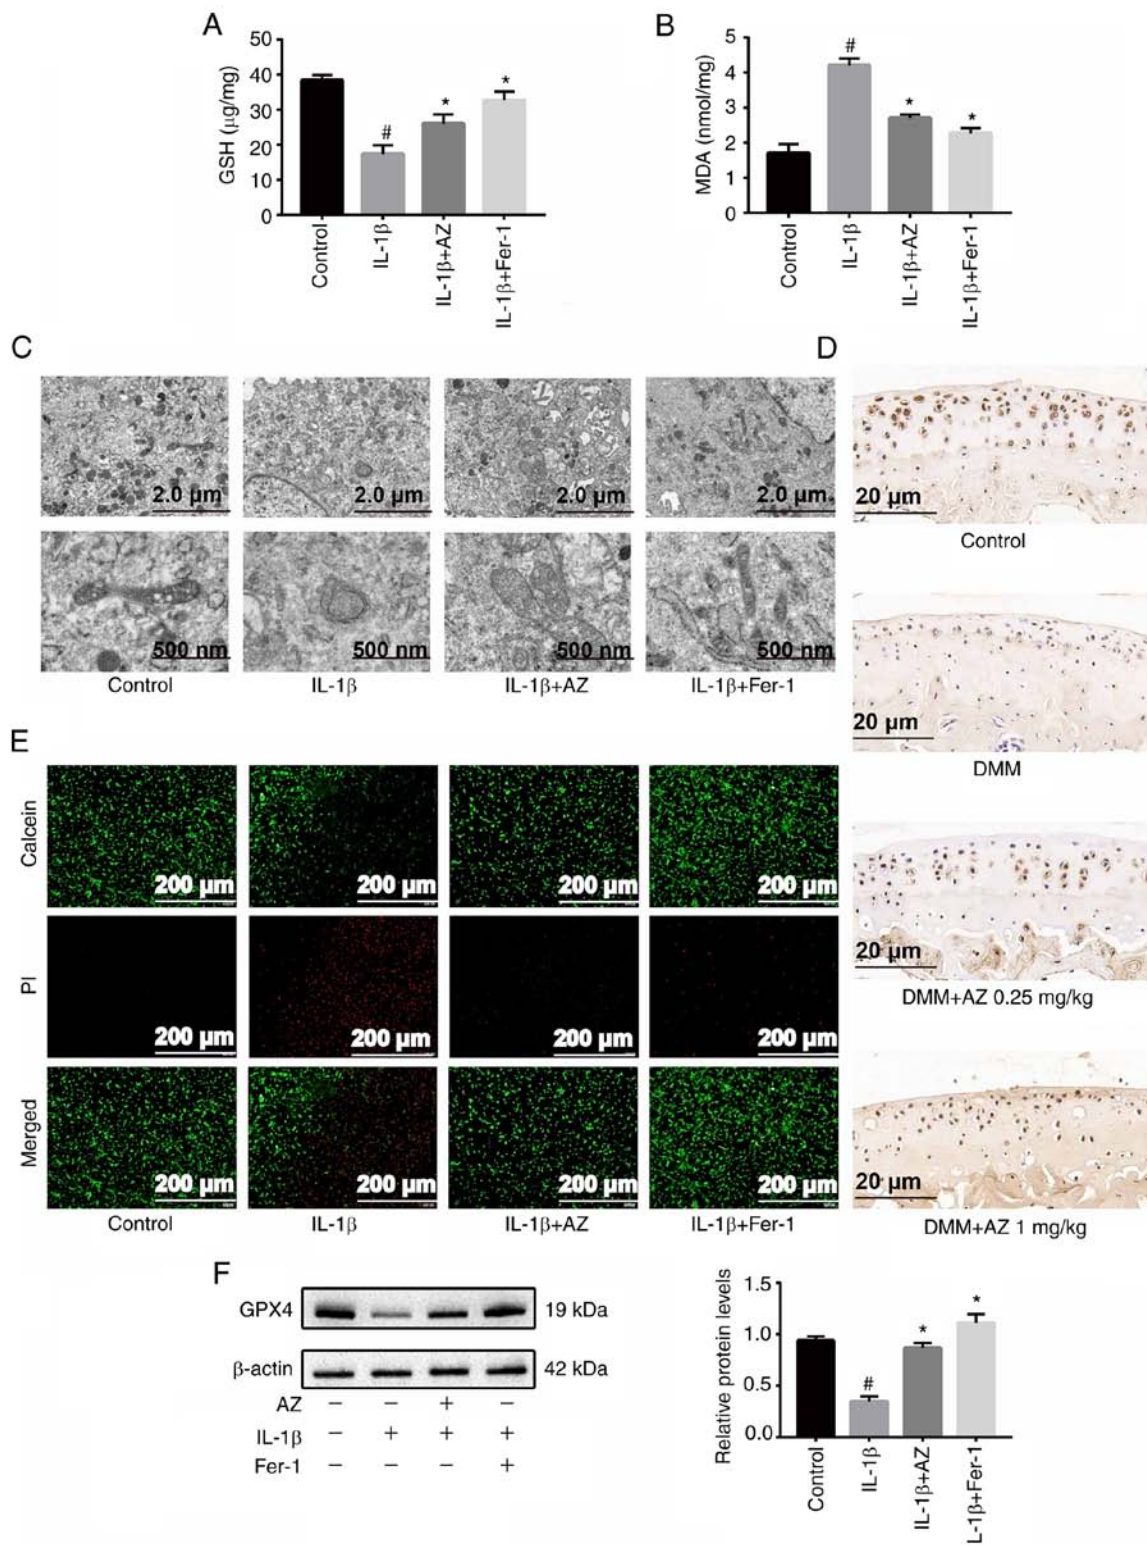 A
GSH (µg/mg)
50
40
30
20
10
0
#
*
*
Control
IL-1β
IL-1β+AZ
IL-1β+Fer-1
B
MDA (nmol/mg)
5
4
3
2
1
0
#
*
*
Control
IL-1β
IL-1β+AZ
IL-1β+Fer-1
C
2.0 µm
2.0 µm
2.0 µm
2.0 µm
500 nm
500 nm
500 nm
500 nm
Control
IL-1β
IL-1β+AZ
IL-1β+Fer-1
D
20 µm
Control
20 µm
DMM
20 µm
DMM+AZ 0.25 mg/kg
20 µm
DMM+AZ 1 mg/kg
E
Calcein
200 µm
200 µm
200 µm
200 µm
PI
200 µm
200 µm
200 µm
200 µm
Merged
200 µm
200 µm
200 µm
200 µm
Control
IL-1β
IL-1β+AZ
IL-1β+Fer-1
F
GPX4
19 kDa
β-actin
42 kDa
AZ − − + −
IL-1β − + + +
Fer-1 − − − +
Relative protein levels
1.5
1.0
0.5
0.0
#
*
*
Control
IL-1β
IL-1β+AZ
L-1β+Fer-1